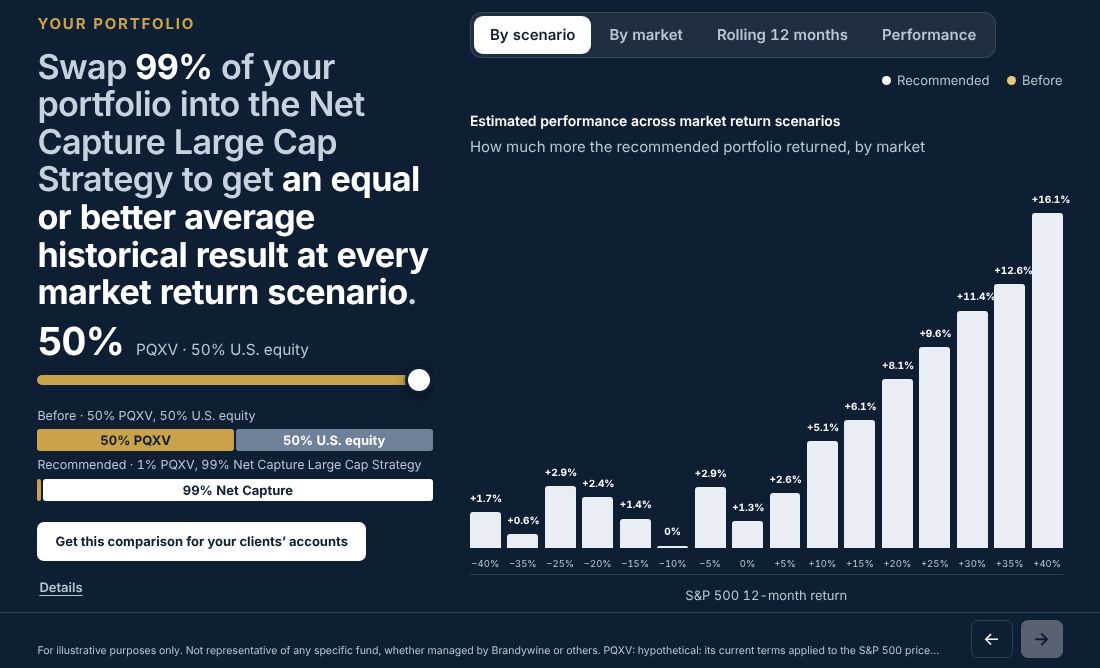 YOUR PORTFOLIO
Swap 99% of your
portfolio into the Net
Capture Large Cap
Strategy to get an equal
or better average
historical result at every
market return scenario.
50% PQXV · 50% U.S. equity
Before · 50% PQXV, 50% U.S. equity
50% PQXV 50% U.S. equity
Recommended · 1% PQXV, 99% Net Capture Large Cap Strategy
99% Net Capture
Get this comparison for your clients’ accounts
Details
By scenario By market Rolling 12 months Performance
Recommended Before
Estimated performance across market return scenarios
How much more the recommended portfolio returned, by market
+1.7% +0.6% +2.9% +2.4% +1.4% 0% +2.9% +1.3% +2.6% +5.1% +6.1% +8.1% +9.6% +11.4% +12.6% +16.1%
−40% −35% −25% −20% −15% −10% −5% 0% +5% +10% +15% +20% +25% +30% +35% +40%
S&P 500 12-month return
For illustrative purposes only. Not representative of any specific fund, whether managed by Brandywine or others. PQXV: hypothetical: its current terms applied to the S&P 500 price...
← →